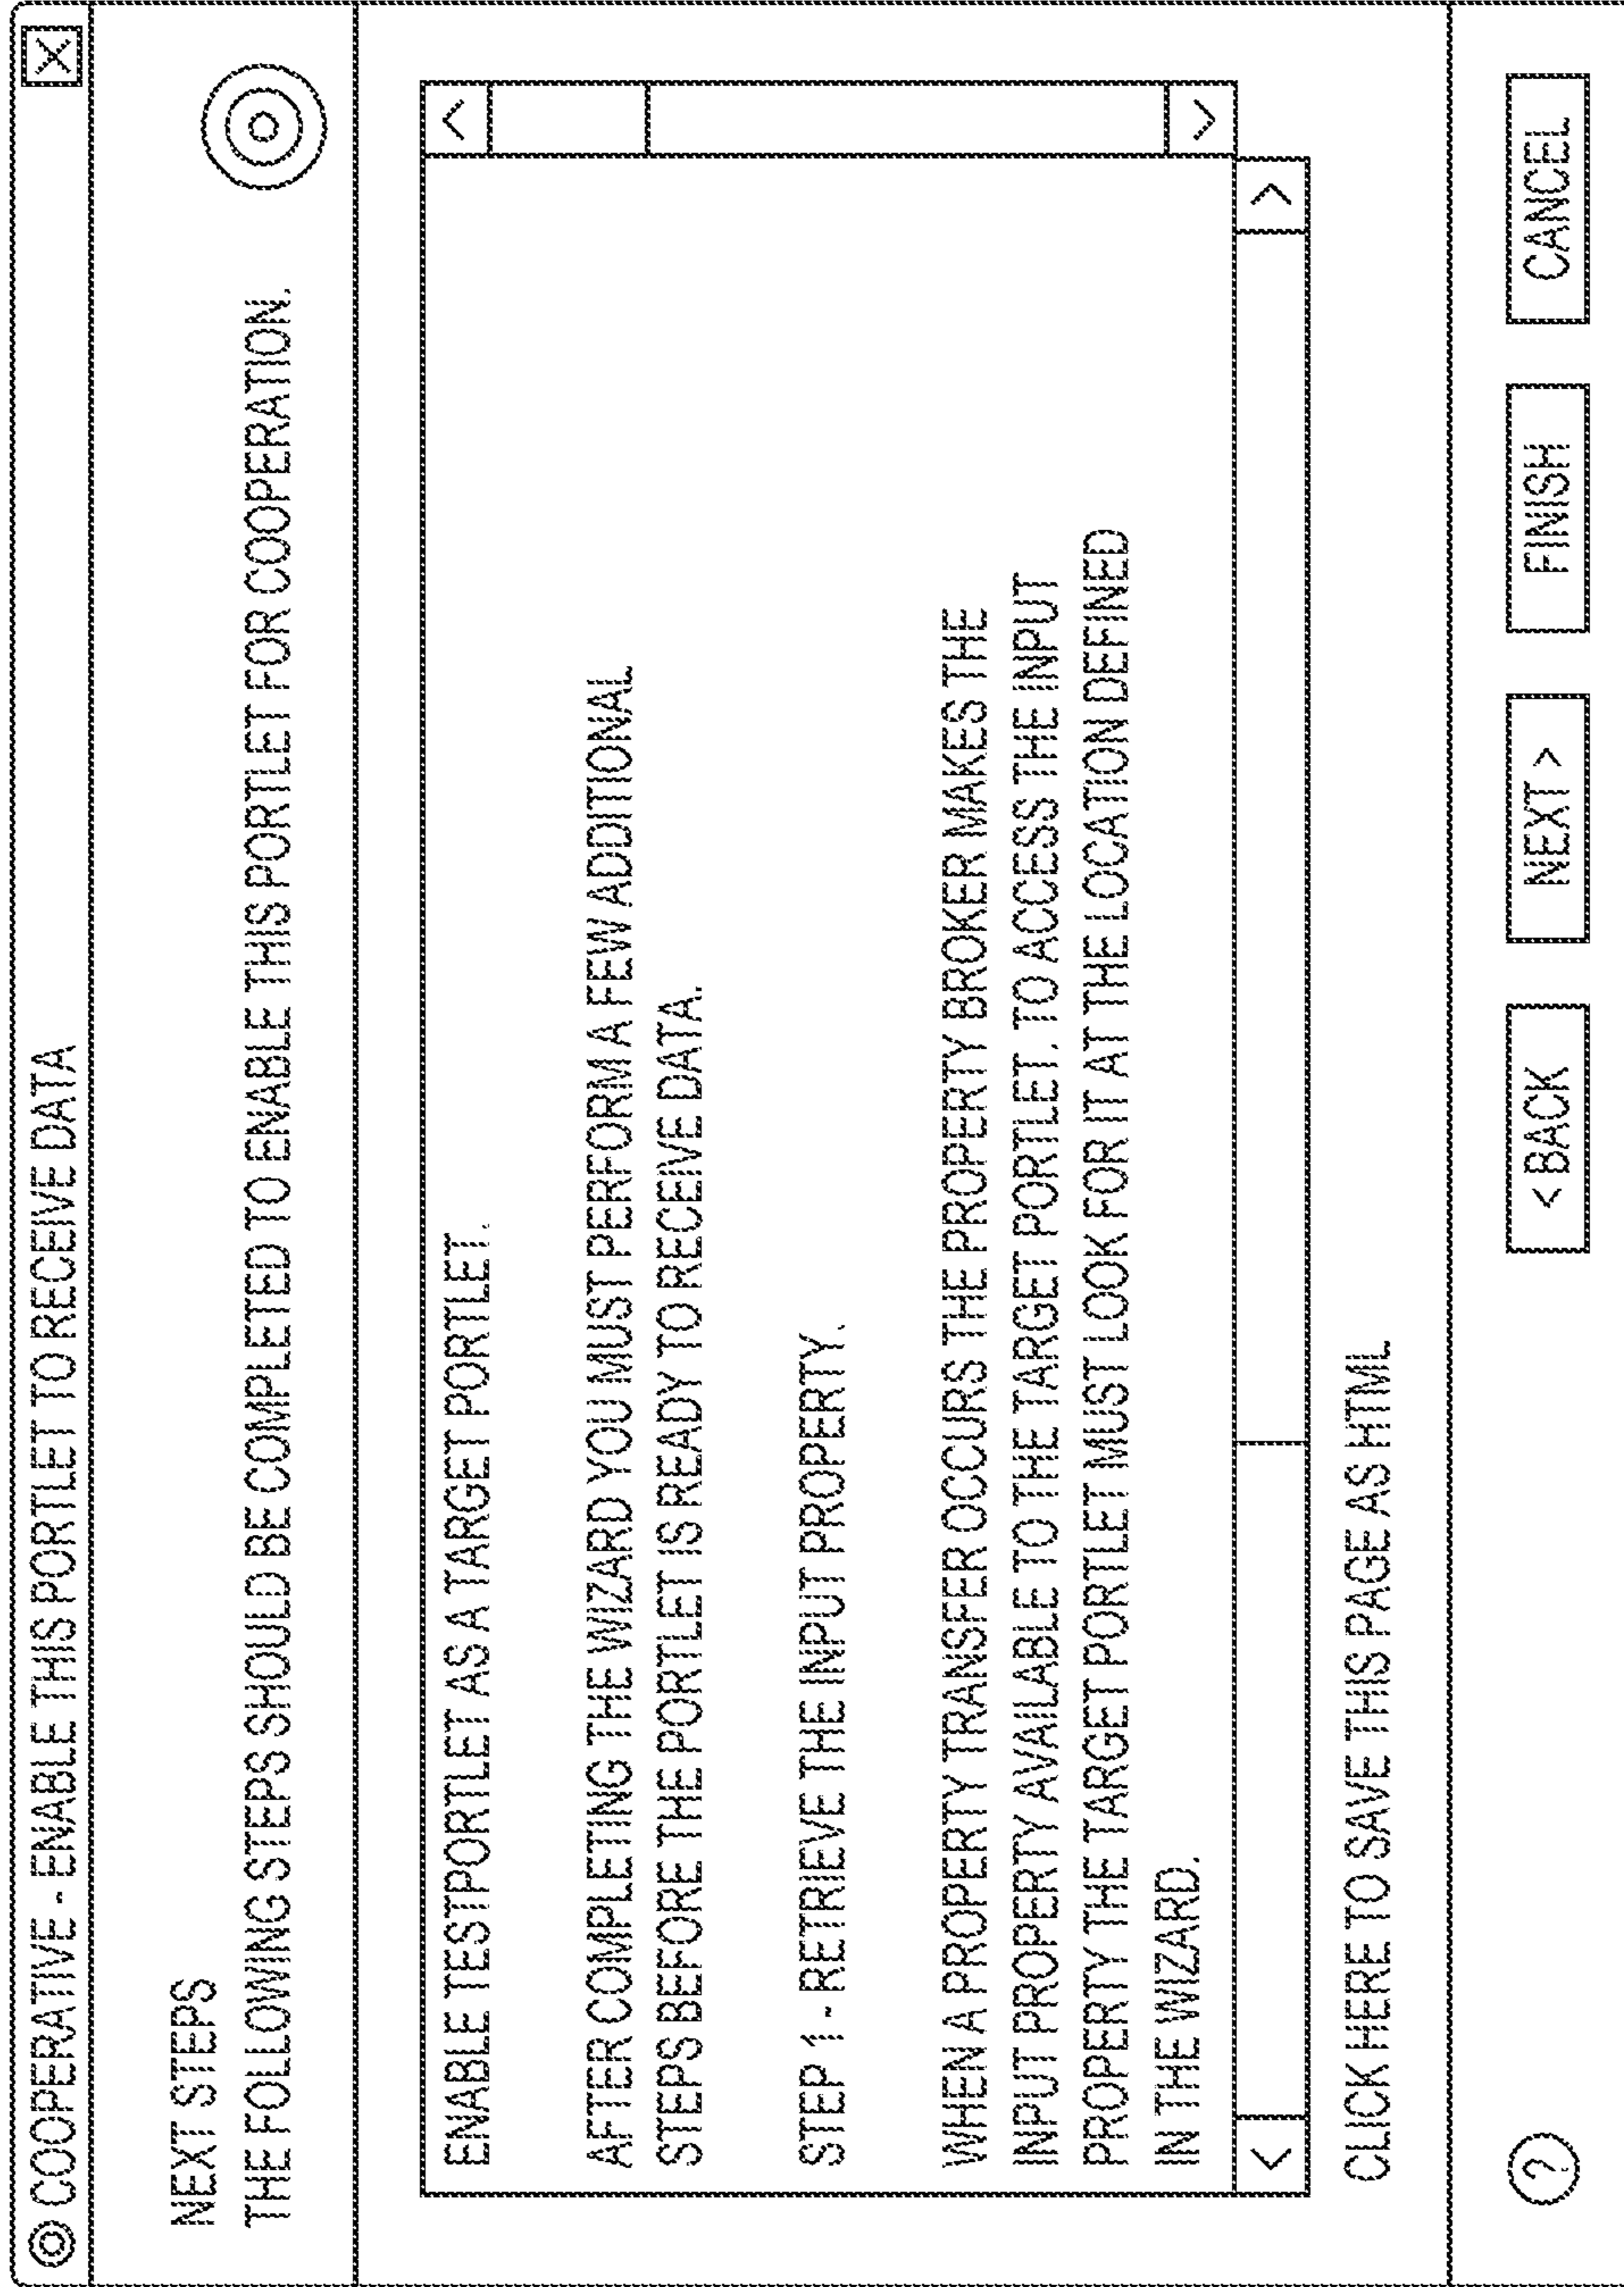 COOPERATIVE - ENABLE THIS PORTLET TO RECEIVE DATA
X
NEXT STEPS
THE FOLLOWING STEPS SHOULD BE COMPLETED TO ENABLE THIS PORTLET FOR COOPERATION.
ENABLE TESTPORTLET AS A TARGET PORTLET.
AFTER COMPLETING THE WIZARD YOU MUST PERFORM A FEW ADDITIONAL
STEPS BEFORE THE PORTLET IS READY TO RECEIVE DATA.
STEP 1 - RETRIEVE THE INPUT PROPERTY.
WHEN A PROPERTY TRANSFER OCCURS THE PROPERTY BROKER MAKES THE
INPUT PROPERTY AVAILABLE TO THE TARGET PORTLET. TO ACCESS THE INPUT
PROPERTY THE TARGET PORTLET MUST LOOK FOR IT AT THE LOCATION DEFINED
IN THE WIZARD.
CLICK HERE TO SAVE THIS PAGE AS HTML
? < BACK NEXT > FINISH CANCEL